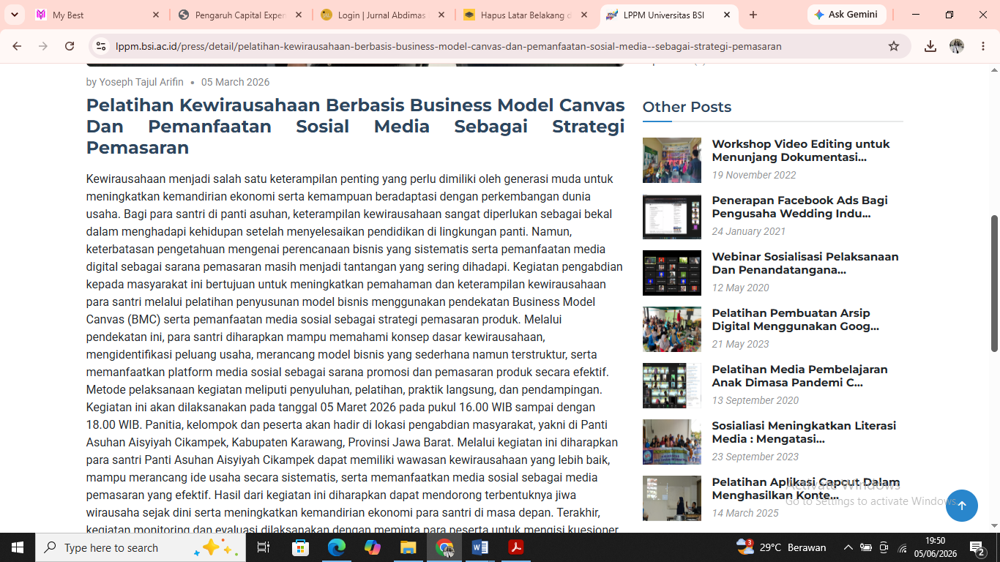 My Best
Pengaruh Capital Expen
Login | Jurnal Abdimas
Hapus Latar Belakang d
LPPM Universitas BSI
Ask Gemini
lppm.bsi.ac.id/press/detail/pelatihan-kewirausahaan-berbasis-business-model-canvas-dan-pemanfaatan-sosial-media--sebagai-strategi-pemasaran
by Yoseph Tajul Arifin • 05 March 2026
Pelatihan Kewirausahaan Berbasis Business Model Canvas
Dan Pemanfaatan Sosial Media Sebagai Strategi
Pemasaran
Kewirausahaan menjadi salah satu keterampilan penting yang perlu dimiliki oleh generasi muda untuk
meningkatkan kemandirian ekonomi serta kemampuan beradaptasi dengan perkembangan dunia
usaha. Bagi para santri di panti asuhan, keterampilan kewirausahaan sangat diperlukan sebagai bekal
dalam menghadapi kehidupan setelah menyelesaikan pendidikan di lingkungan panti. Namun,
keterbatasan pengetahuan mengenai perencanaan bisnis yang sistematis serta pemanfaatan media
digital sebagai sarana pemasaran masih menjadi tantangan yang sering dihadapi. Kegiatan pengabdian
kepada masyarakat ini bertujuan untuk meningkatkan pemahaman dan keterampilan kewirausahaan
para santri melalui pelatihan penyusunan model bisnis menggunakan pendekatan Business Model
Canvas (BMC) serta pemanfaatan media sosial sebagai strategi pemasaran produk. Melalui
pendekatan ini, para santri diharapkan mampu memahami konsep dasar kewirausahaan,
mengidentifikasi peluang usaha, merancang model bisnis yang sederhana namun terstruktur, serta
memanfaatkan platform media sosial sebagai sarana promosi dan pemasaran produk secara efektif.
Metode pelaksanaan kegiatan meliputi penyuluhan, pelatihan, praktik langsung, dan pendampingan.
Kegiatan ini akan dilaksanakan pada tanggal 05 Maret 2026 pada pukul 16.00 WIB sampai dengan
18.00 WIB. Panitia, kelompok dan peserta akan hadir di lokasi pengabdian masyarakat, yakni di Panti
Asuhan Aisyiyah Cikampek, Kabupaten Karawang, Provinsi Jawa Barat. Melalui kegiatan ini diharapkan
para santri Panti Asuhan Aisyiyah Cikampek dapat memiliki wawasan kewirausahaan yang lebih baik,
mampu merancang ide usaha secara sistematis, serta memanfaatkan media sosial sebagai media
pemasaran yang efektif. Hasil dari kegiatan ini diharapkan dapat mendorong terbentuknya jiwa
wirausaha sejak dini serta meningkatkan kemandirian ekonomi para santri di masa depan. Terakhir,
kegiatan monitoring dan evaluasi dilaksanakan dengan meminta para peserta untuk mengisi kuesioner
Other Posts
Workshop Video Editing untuk
Menunjang Dokumentasi...
19 November 2022
Penerapan Facebook Ads Bagi
Pengusaha Wedding Indu...
24 January 2021
Webinar Sosialisasi Pelaksanaan
Dan Penandatangana...
12 May 2020
Pelatihan Pembuatan Arsip
Digital Menggunakan Goog...
21 May 2023
Pelatihan Media Pembelajaran
Anak Dimasa Pandemi C...
13 September 2020
Sosialiasi Meningkatkan Literasi
Media : Mengatasi...
23 September 2023
Pelatihan Aplikasi Capcut Dalam
Menghasilkan Konte...
14 March 2025
Activate Windows
Go to Settings to activate Windows.
Type here to search
3
29°C Berawan
19:50
05/06/2026
2